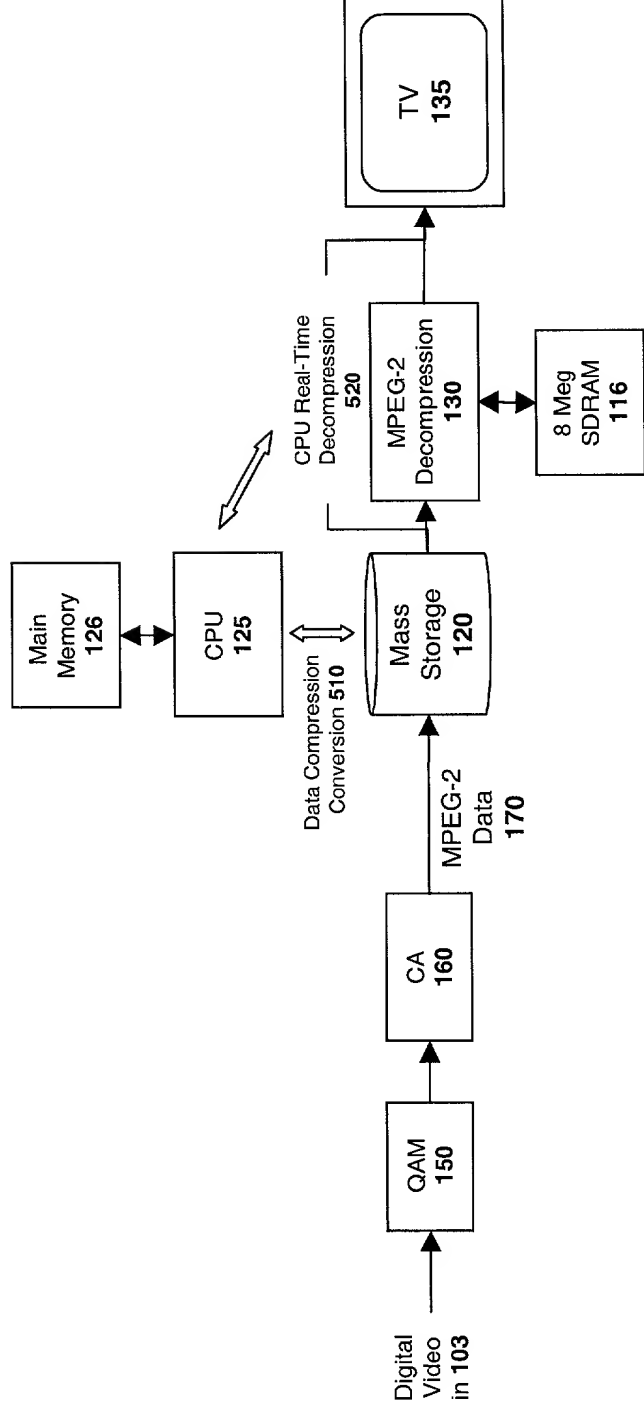 Digital
Video
in 103
QAM
150
CA
160
MPEG-2
Data
170
Mass
Storage
120
Data Compression
Conversion 510
CPU
125
Main
Memory
126
CPU Real-Time
Decompression
520
MPEG-2
Decompression
130
8 Meg
SDRAM
116
TV
135